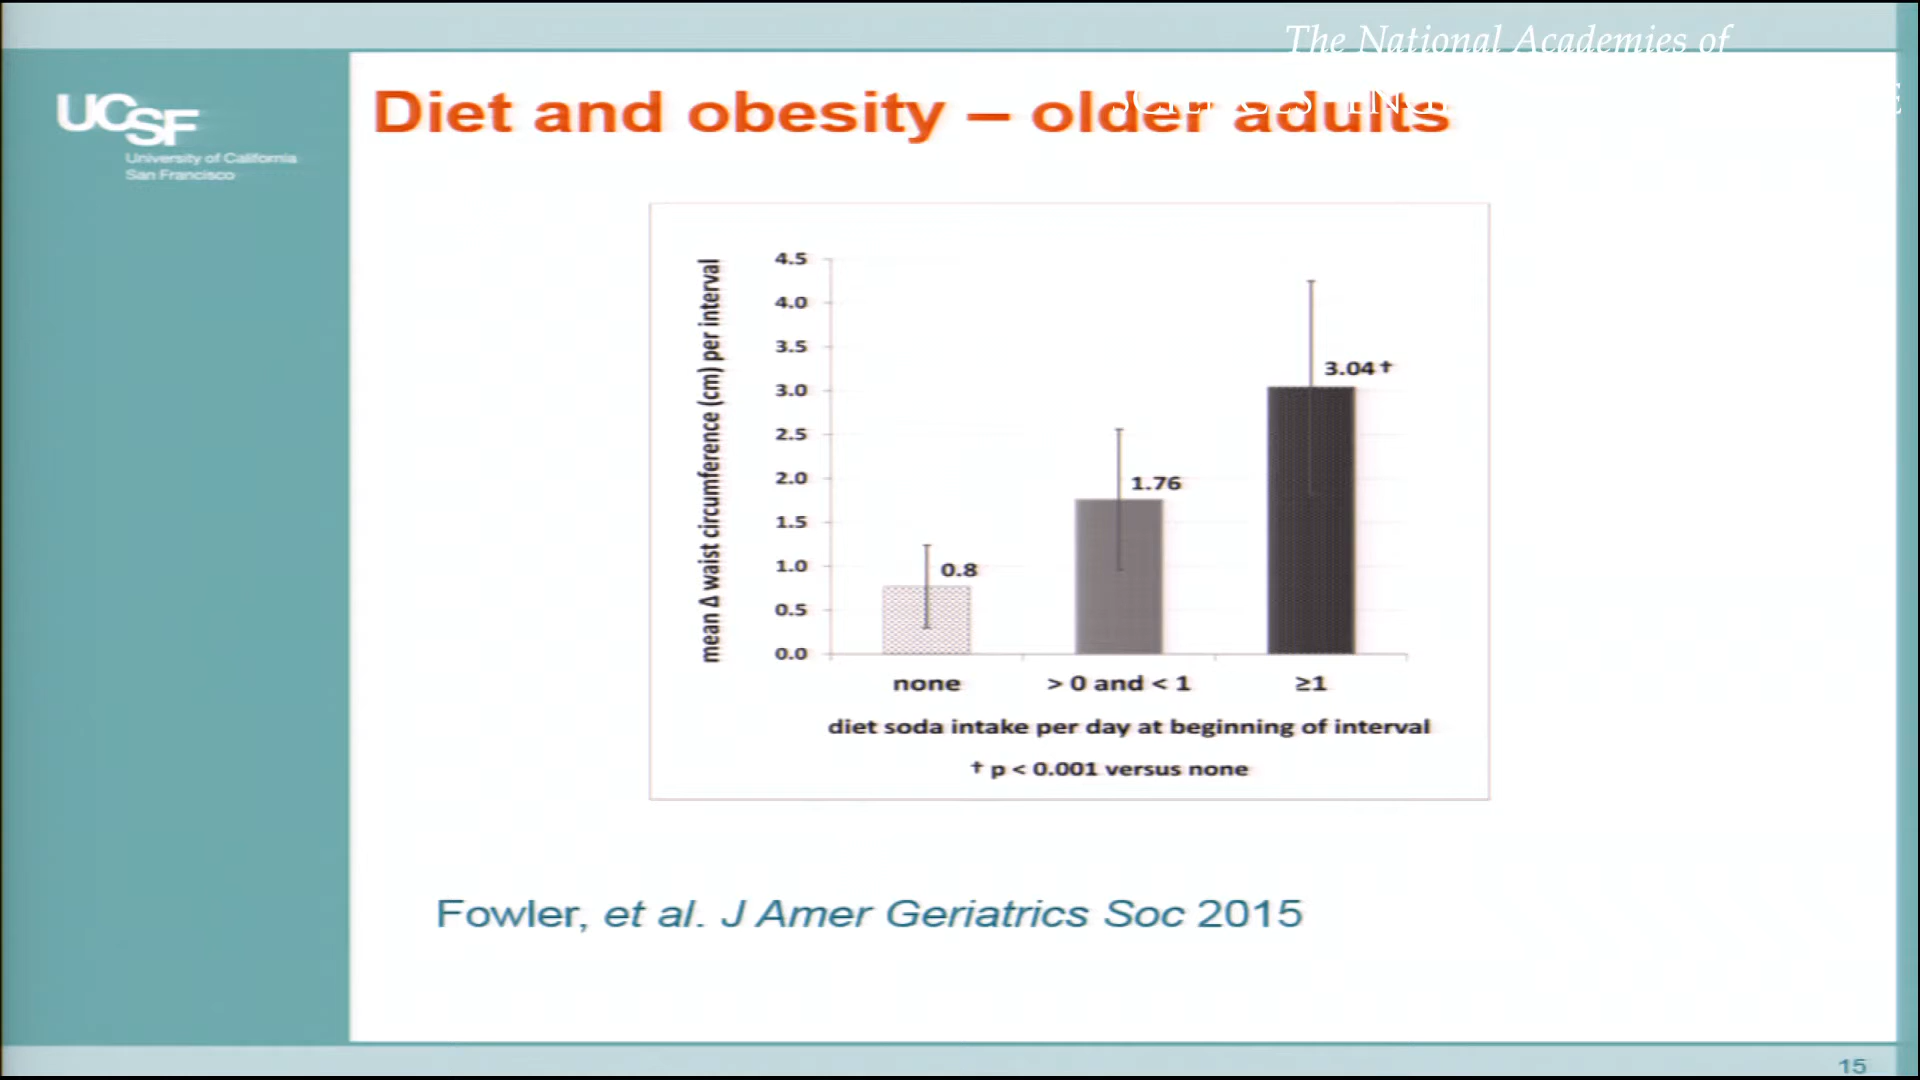 The National Academies of
UCSF
University of California
San Francisco
Diet and obesity – older adults
mean Δ waist circumference (cm) per interval
4.5
4.0
3.5
3.0
2.5
2.0
1.5
1.0
0.5
0.0
0.8
1.76
3.04†
none
> 0 and < 1
≥1
diet soda intake per day at beginning of interval
† p < 0.001 versus none
Fowler, et al. J Amer Geriatrics Soc 2015
15